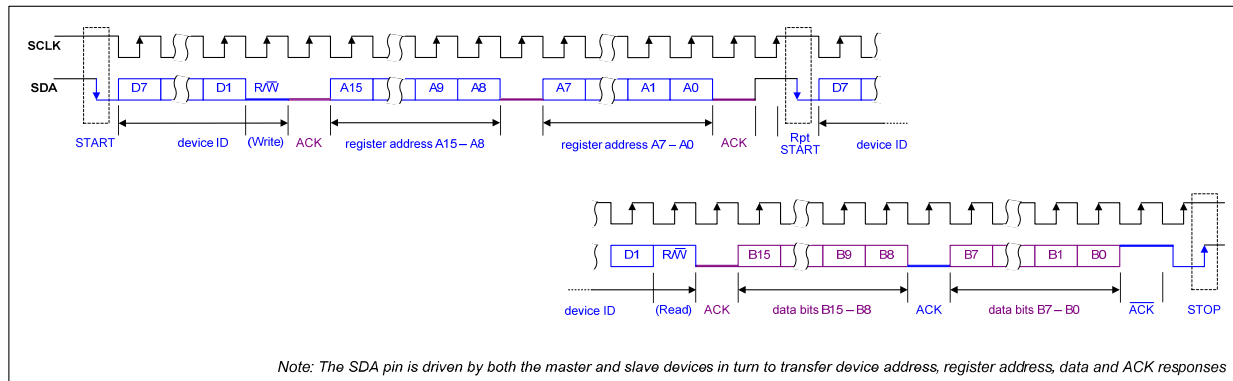 SCLK
SDA D7 D1 R/W̅ A15 A9 A8 A7 A1 A0 D7
START device ID (Write) ACK register address A15 – A8 register address A7 – A0 ACK Rpt START device ID
D1 R/W̅ B15 B9 B8 B7 B1 B0
device ID (Read) ACK data bits B15 – B8 ACK data bits B7 – B0 A̅C̅K̅ STOP
Note: The SDA pin is driven by both the master and slave devices in turn to transfer device address, register address, data and ACK responses